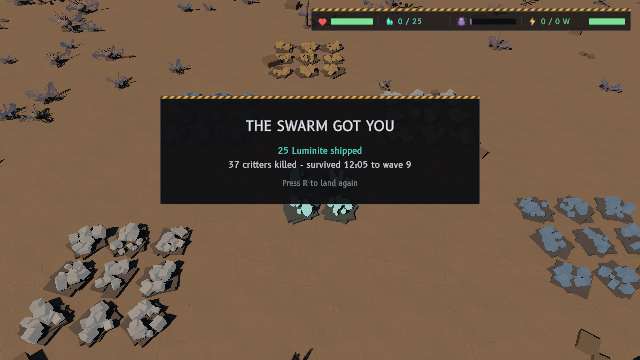 0 / 25
0 / 0 W
THE SWARM GOT YOU
25 Luminite shipped
37 critters killed - survived 12:05 to wave 9
Press R to land again